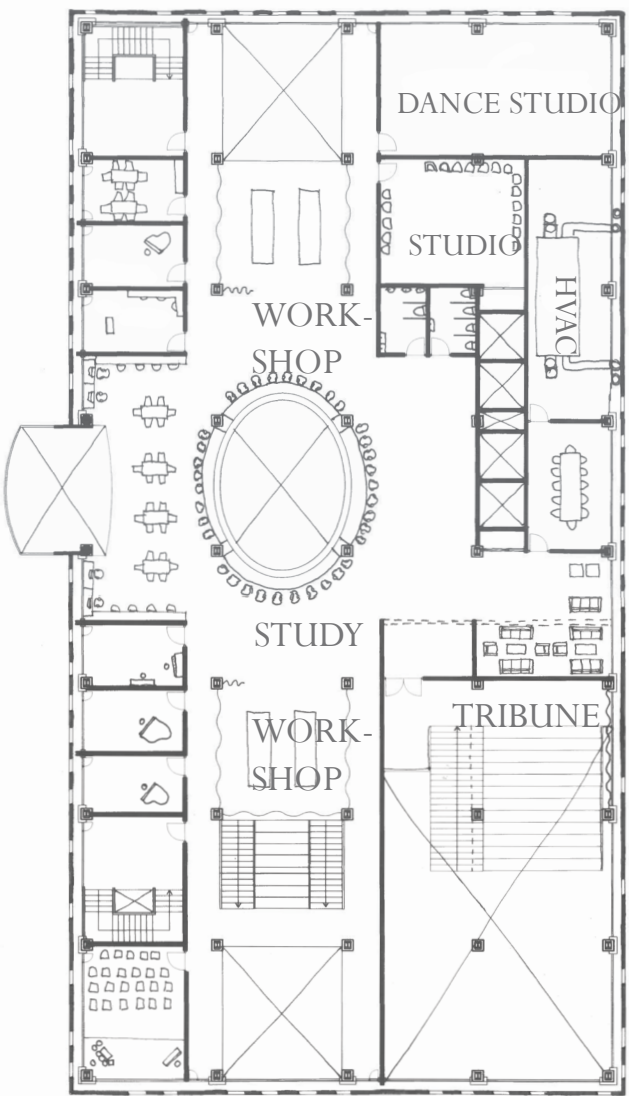 DANCE STUDIO
STUDIO
HVAC
WORK-
SHOP
STUDY
WORK-
SHOP
TRIBUNE